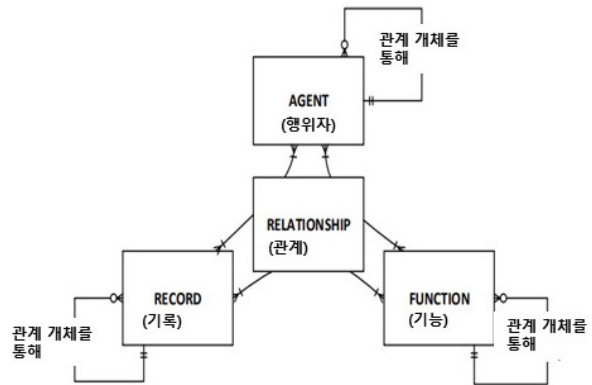 관계 개체를
통해
AGENT
(행위자)
RELATIONSHIP
(관계)
RECORD
(기록)
FUNCTION
(기능)
관계 개체를
통해
관계 개체를
통해